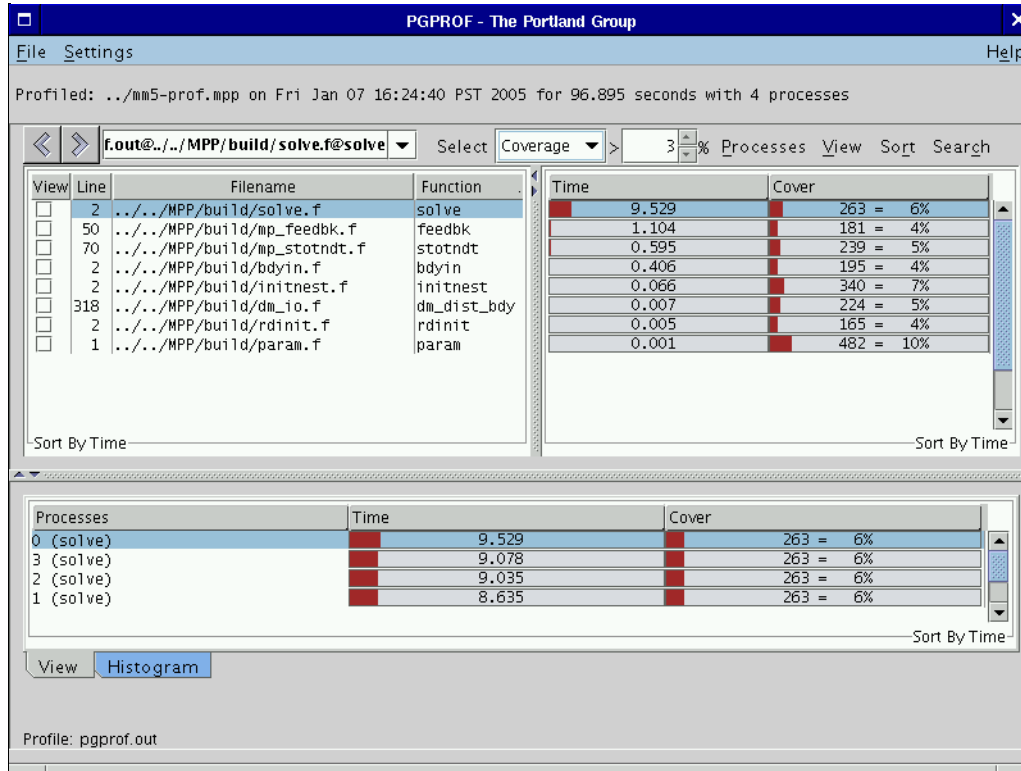 PGPROF - The Portland Group
File Settings Help
Profiled: ../mm5-prof.mpp on Fri Jan 07 16:24:40 PST 2005 for 96.895 seconds with 4 processes
f.out@../../MPP/build/solve.f@solve Select Coverage > 3 % Processes View Sort Search
View Line Filename Function Time Cover
2 ../../MPP/build/solve.f solve 9.529 263 = 6%
50 ../../MPP/build/mp_feedbk.f feedbk 1.104 181 = 4%
70 ../../MPP/build/mp_stotndt.f stotndt 0.595 239 = 5%
2 ../../MPP/build/bdyin.f bdyin 0.406 195 = 4%
2 ../../MPP/build/initnest.f initnest 0.066 340 = 7%
318 ../../MPP/build/dm_io.f dm_dist_bdy 0.007 224 = 5%
2 ../../MPP/build/rdinit.f rdinit 0.005 165 = 4%
1 ../../MPP/build/param.f param 0.001 482 = 10%
Sort By Time Sort By Time
Processes Time Cover
0 (solve) 9.529 263 = 6%
3 (solve) 9.078 263 = 6%
2 (solve) 9.035 263 = 6%
1 (solve) 8.635 263 = 6%
Sort By Time
View Histogram
Profile: pgprof.out